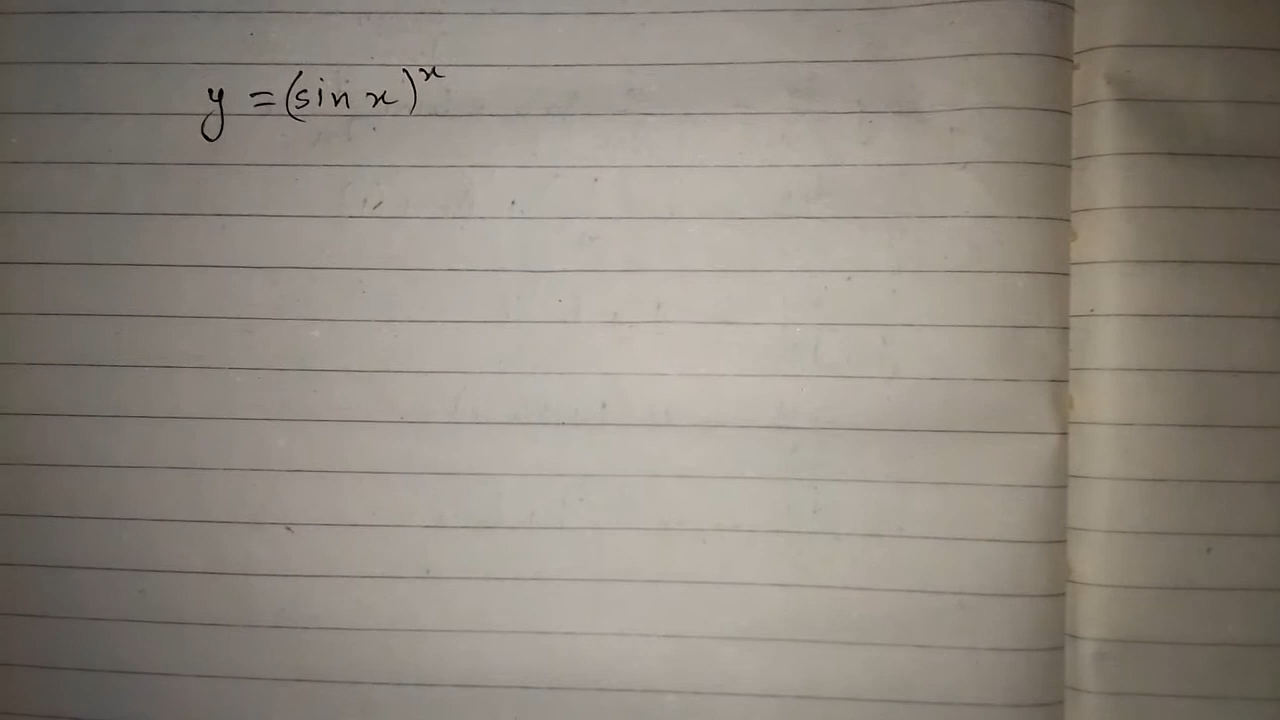 y = (sin x)^x